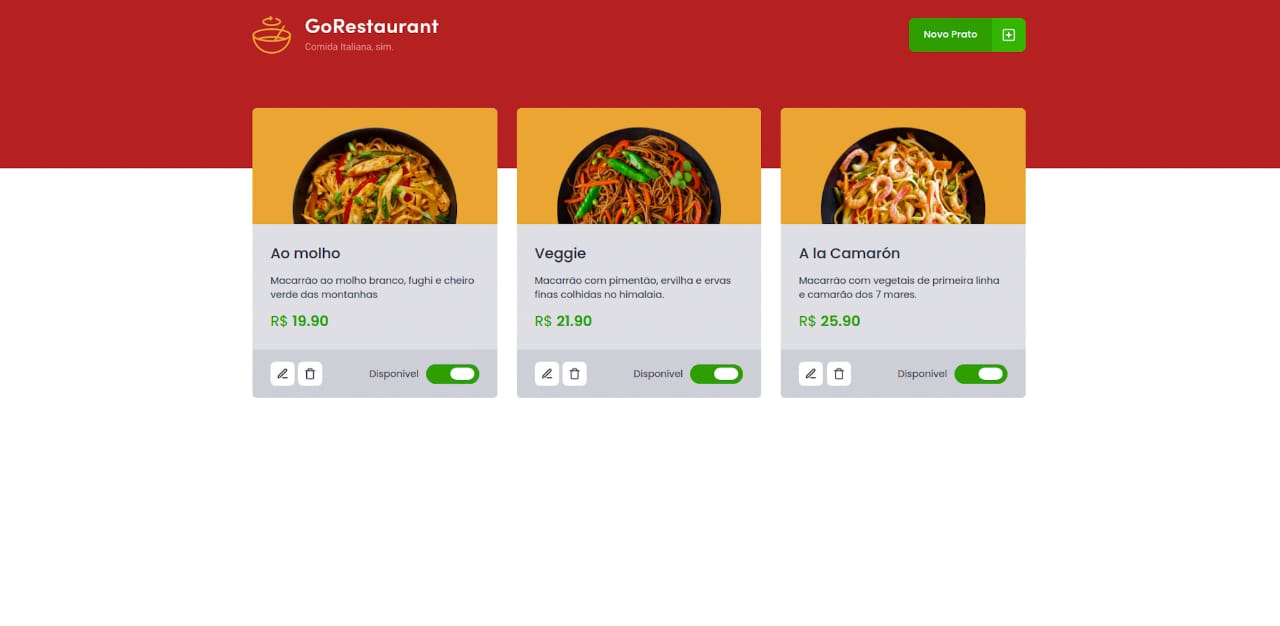 GoRestaurant
Comida Italiana, sim.
Novo Prato
Ao molho
Macarrão ao molho branco, fughi e cheiro
verde das montanhas
R$ 19.90
Disponível
Veggie
Macarrão com pimentão, ervilha e ervas
finas colhidas no himalaia.
R$ 21.90
Disponível
A la Camarón
Macarrão com vegetais de primeira linha
e camarão dos 7 mares.
R$ 25.90
Disponível